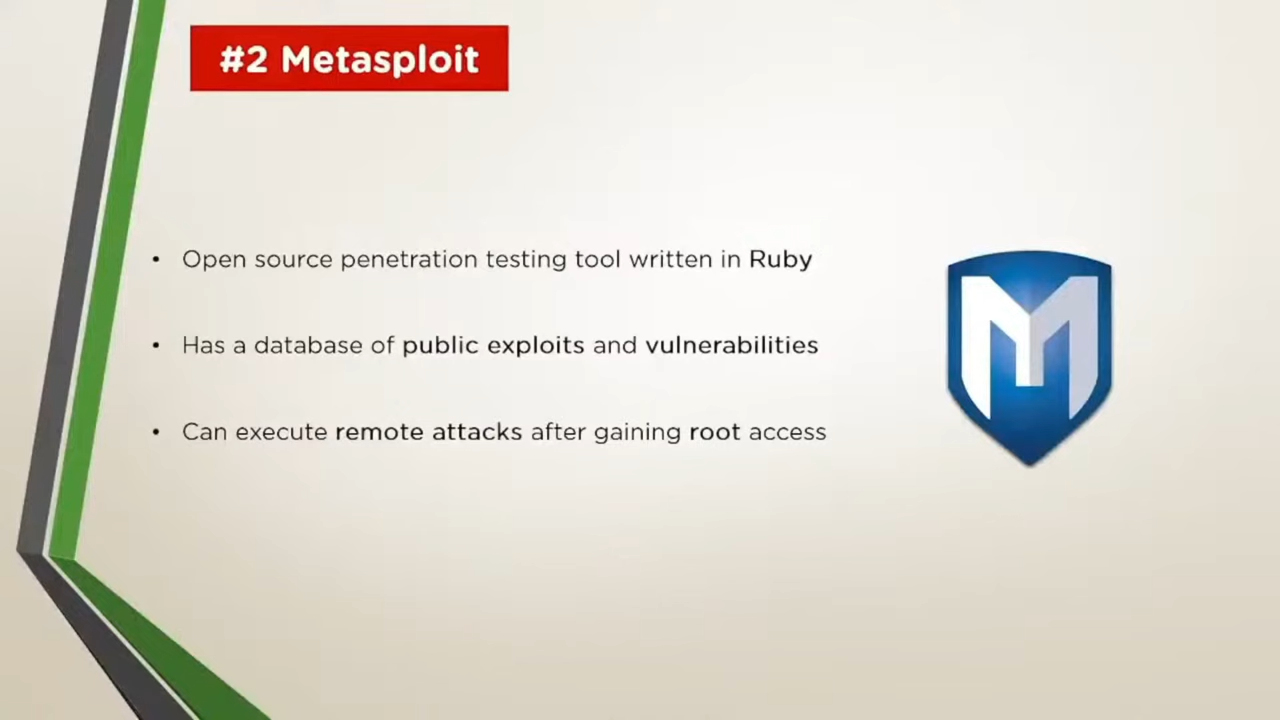 #2 Metasploit
• Open source penetration testing tool written in Ruby
• Has a database of public exploits and vulnerabilities
• Can execute remote attacks after gaining root access